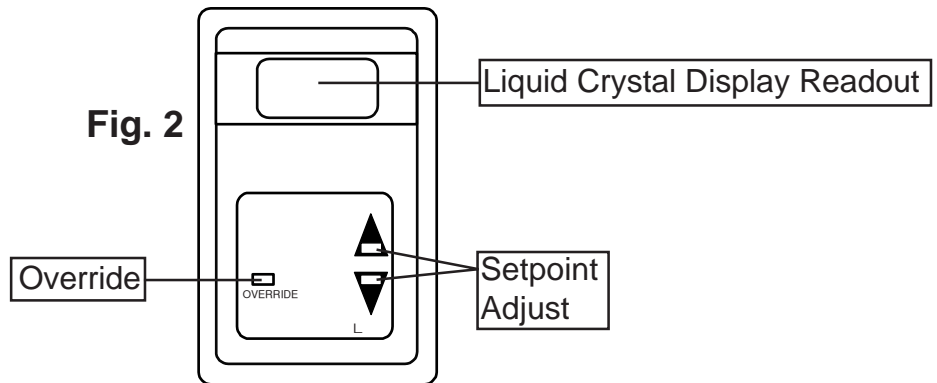 Liquid Crystal Display Readout
Fig. 2
Override
OVERRIDE
Setpoint
Adjust
L